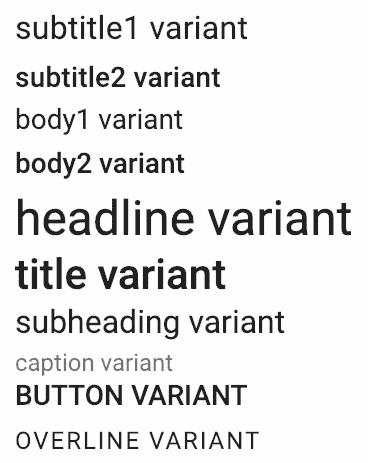 subtitle1 variant
subtitle2 variant
body1 variant
body2 variant
headline variant
title variant
subheading variant
caption variant
BUTTON VARIANT
OVERLINE VARIANT